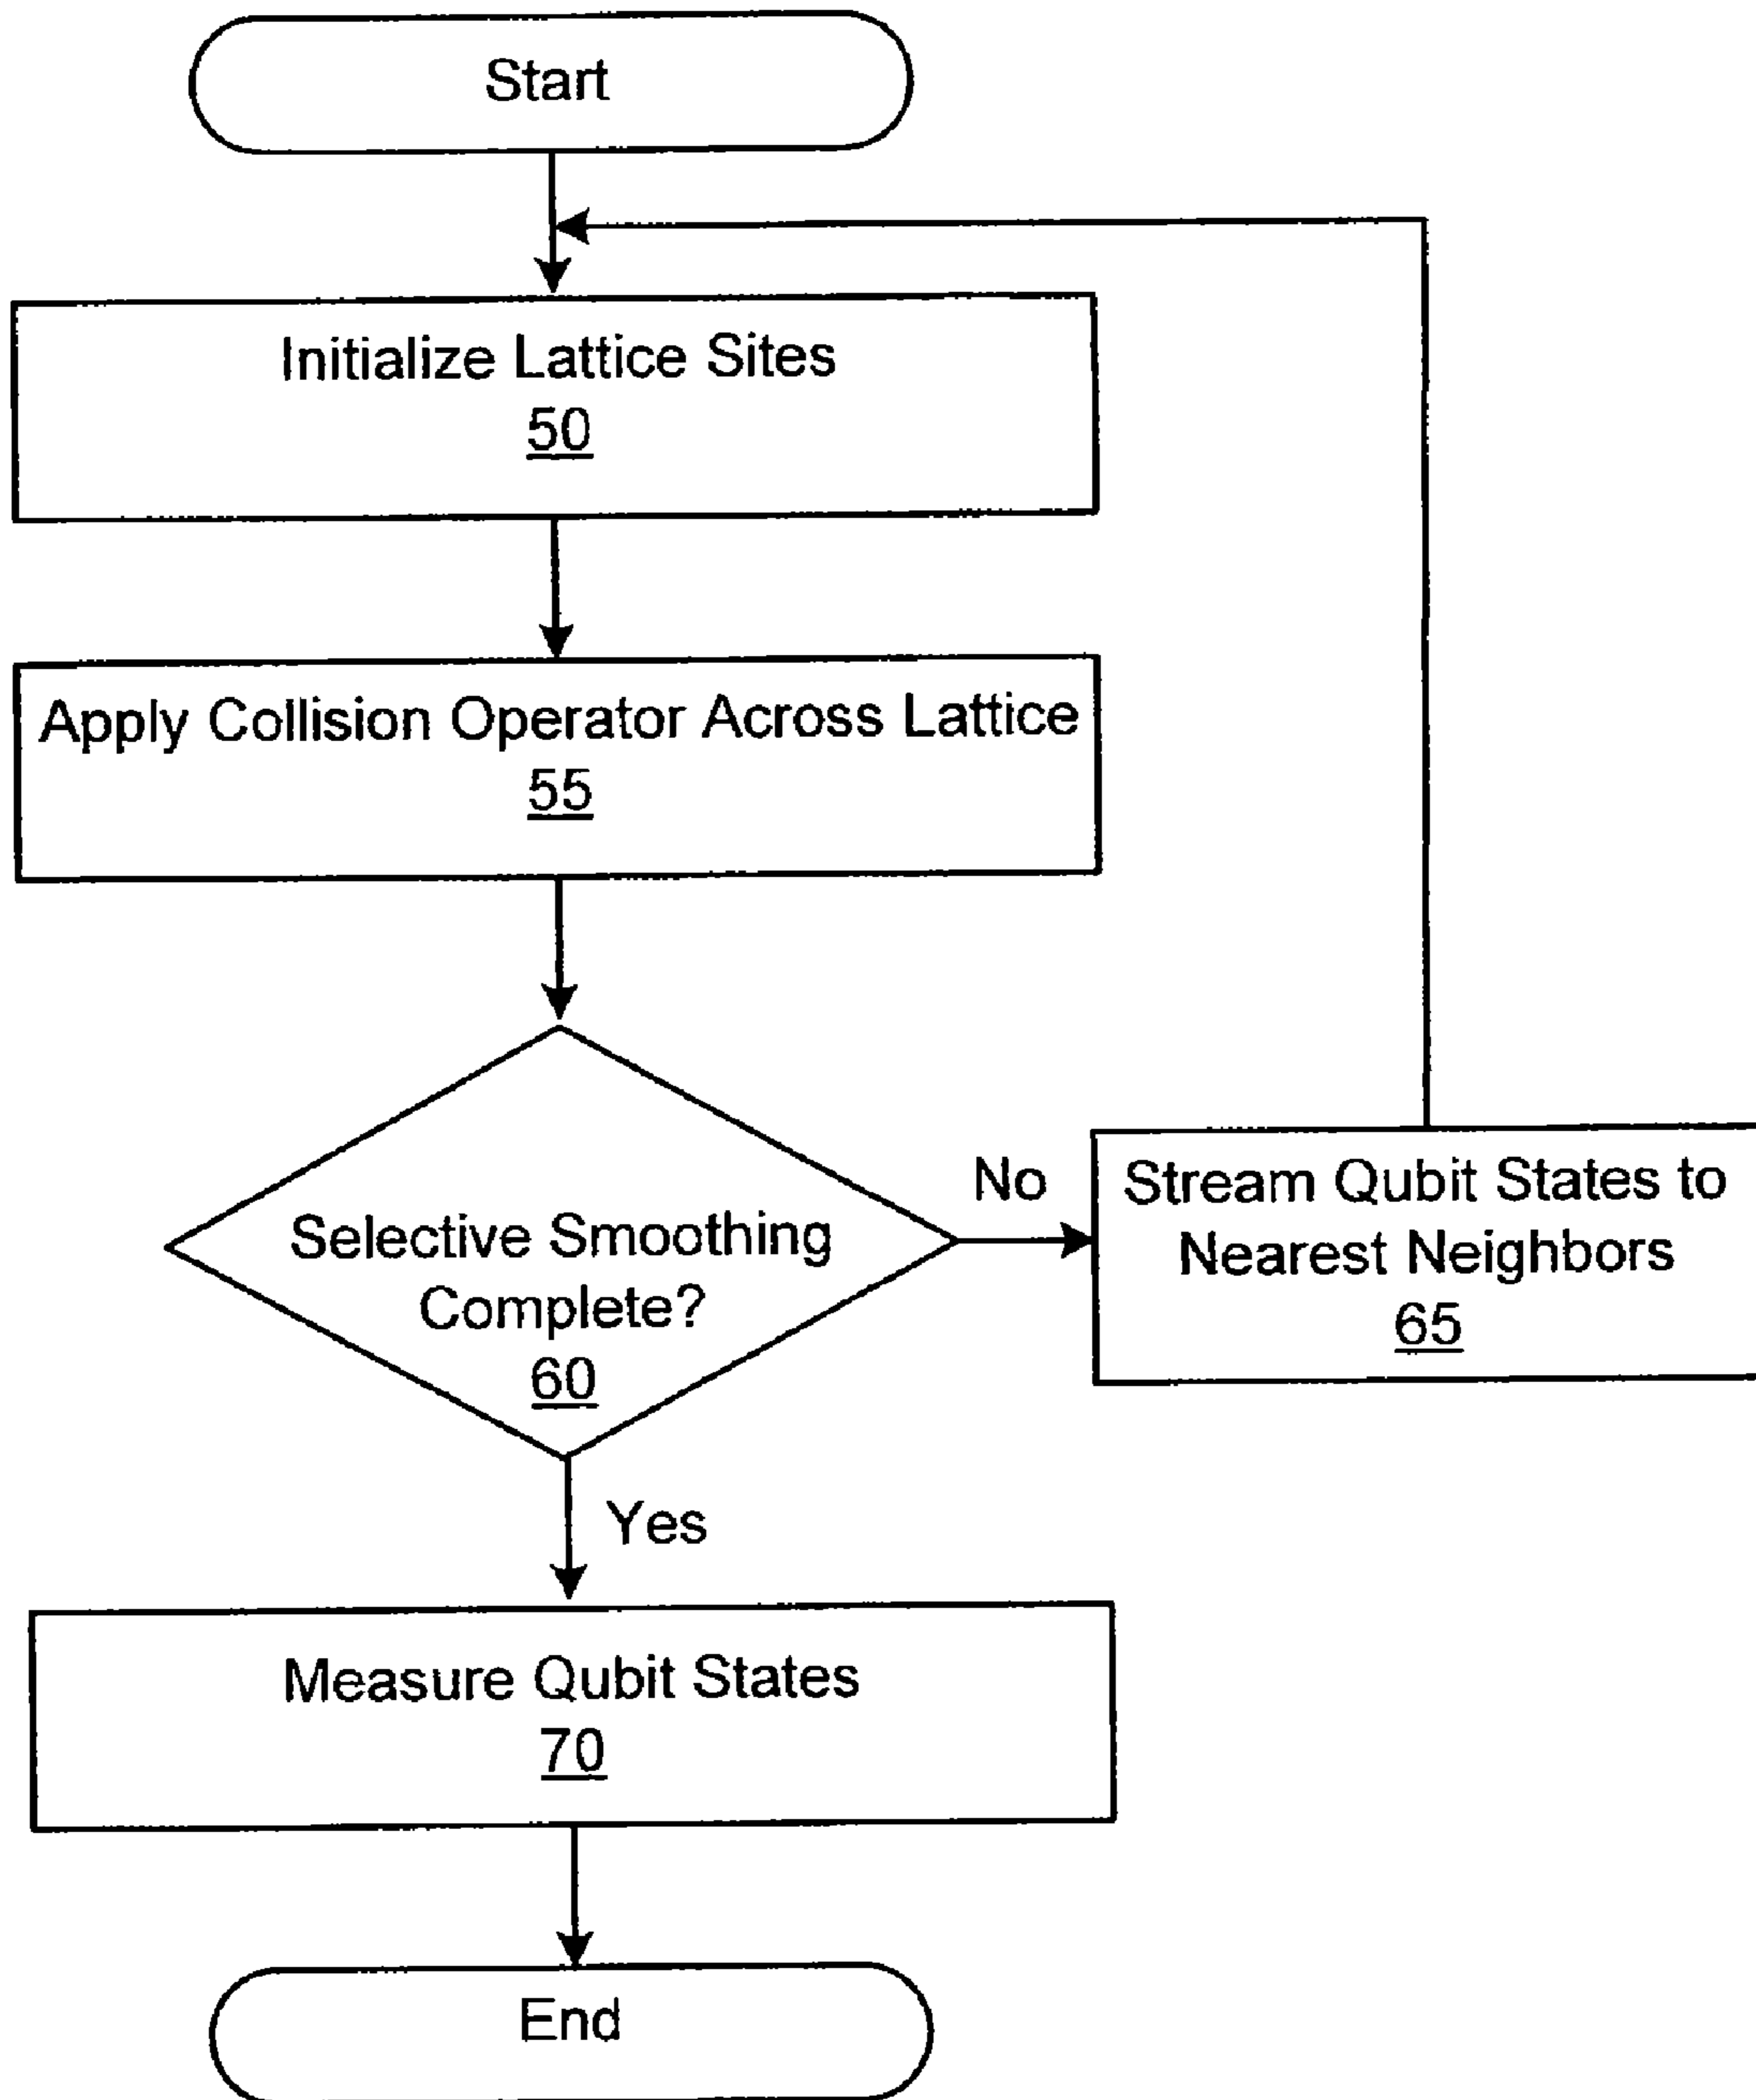 Start
Initialize Lattice Sites
50
Apply Collision Operator Across Lattice
55
Selective Smoothing
Complete?
60
No
Stream Qubit States to
Nearest Neighbors
65
Yes
Measure Qubit States
70
End